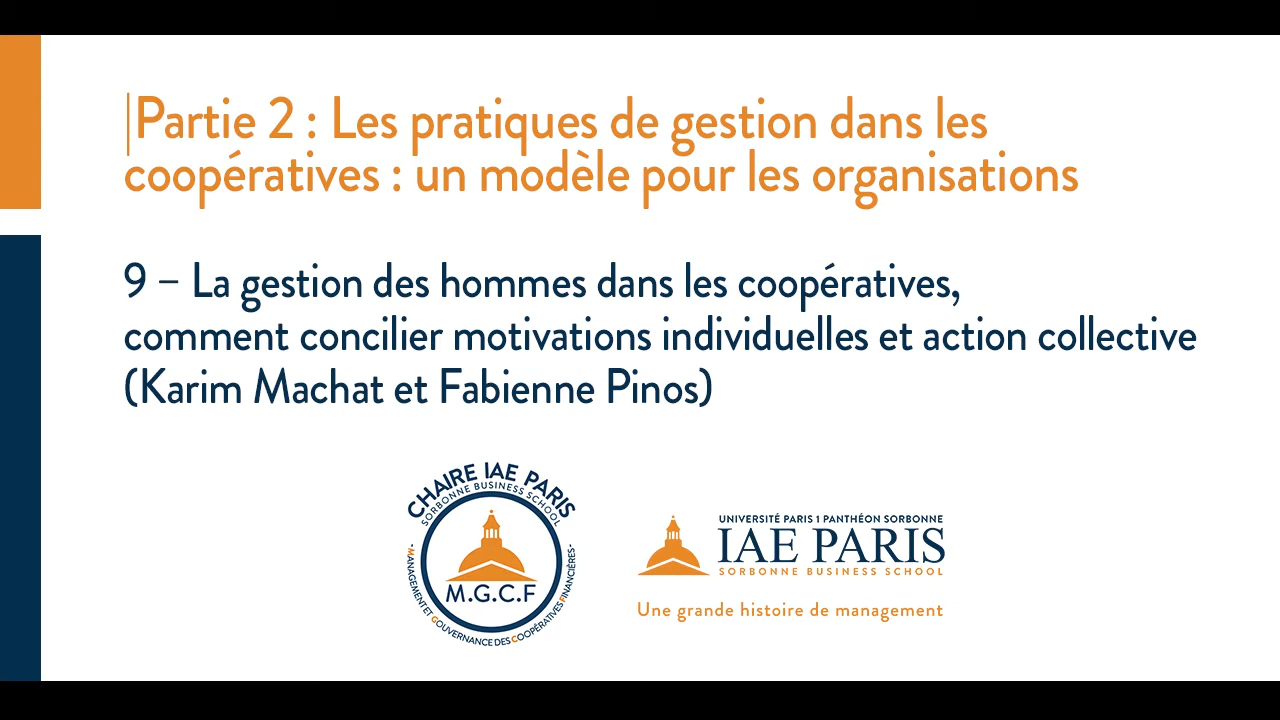 Partie 2 : Les pratiques de gestion dans les
coopératives : un modèle pour les organisations
9 – La gestion des hommes dans les coopératives,
comment concilier motivations individuelles et action collective
(Karim Machat et Fabienne Pinos)
CHAIRE IAE PARIS
SORBONNE BUSINESS SCHOOL
M.G.C.F
-MANAGEMENT ET GOUVERNANCE DES COOPÉRATIVES FINANCIÈRES-
UNIVERSITÉ PARIS 1 PANTHÉON SORBONNE
IAE PARIS
SORBONNE BUSINESS SCHOOL
Une grande histoire de management